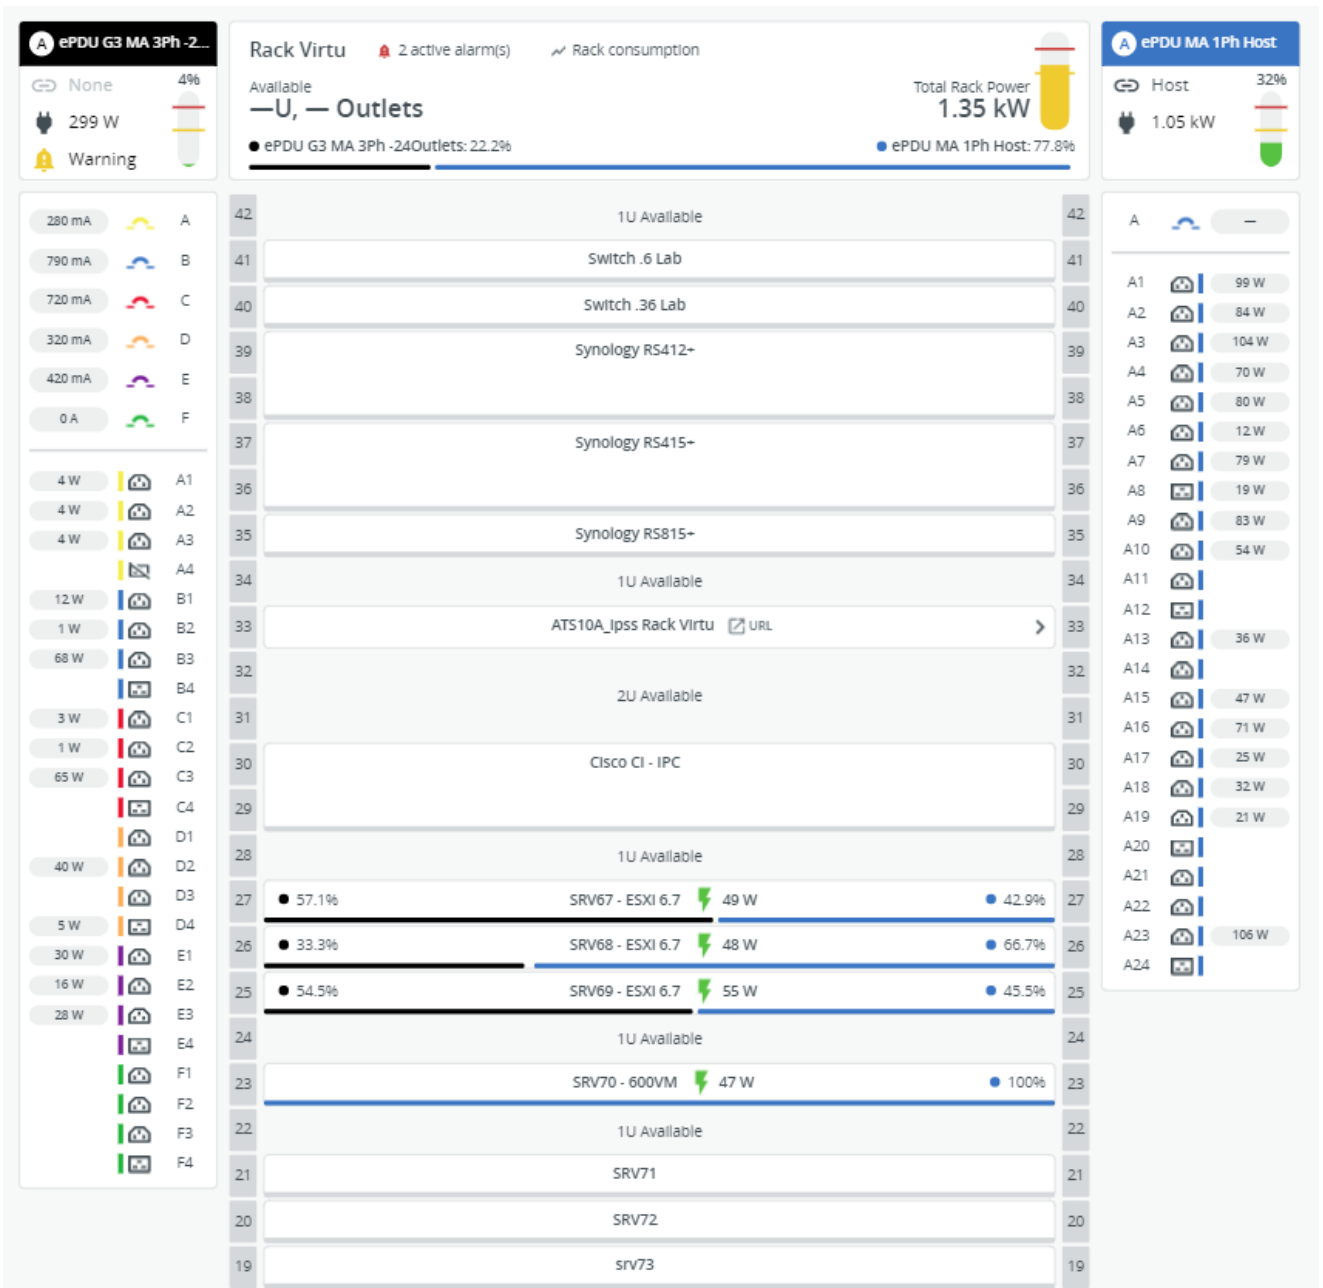 A ePDU G3 MA 3Ph -2...
None
4%
299 W
Warning
Rack Virtu 2 active alarm(s) Rack consumption
Available
—U, — Outlets
Total Rack Power
1.35 kW
ePDU G3 MA 3Ph -24Outlets: 22.2%
ePDU MA 1Ph Host: 77.8%
A ePDU MA 1Ph Host
Host
32%
1.05 kW
280 mA A
790 mA B
720 mA C
320 mA D
420 mA E
0 A F
4 W A1
4 W A2
4 W A3
A4
12 W B1
1 W B2
68 W B3
B4
3 W C1
1 W C2
65 W C3
C4
D1
40 W D2
D3
5 W D4
30 W E1
16 W E2
28 W E3
E4
F1
F2
F3
F4
42 1U Available 42
41 Switch .6 Lab 41
40 Switch .36 Lab 40
39 Synology RS412+ 39
38 38
37 Synology RS415+ 37
36 36
35 Synology RS815+ 35
34 1U Available 34
33 ATS10A_Ipss Rack Virtu URL 33
32 32
2U Available
31 31
30 Cisco CI - IPC 30
29 29
28 1U Available 28
27 57.1% SRV67 - ESXI 6.7 49 W 42.9% 27
26 33.3% SRV68 - ESXI 6.7 48 W 66.7% 26
25 54.5% SRV69 - ESXI 6.7 55 W 45.5% 25
24 1U Available 24
23 SRV70 - 600VM 47 W 100% 23
22 1U Available 22
21 SRV71 21
20 SRV72 20
19 srv73 19
A —
A1 99 W
A2 84 W
A3 104 W
A4 70 W
A5 80 W
A6 12 W
A7 79 W
A8 19 W
A9 83 W
A10 54 W
A11
A12
A13 36 W
A14
A15 47 W
A16 71 W
A17 25 W
A18 32 W
A19 21 W
A20
A21
A22
A23 106 W
A24